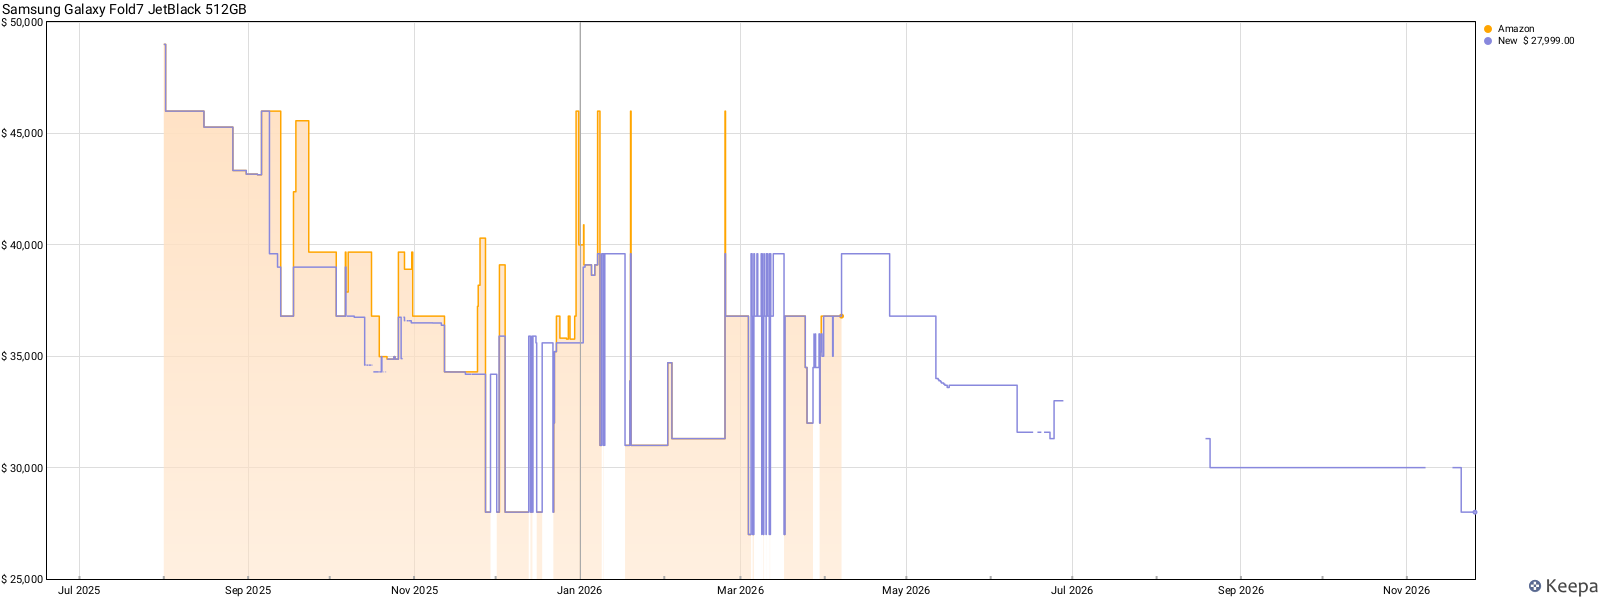 Samsung Galaxy Fold7 JetBlack 512GB
$ 50,000
$ 45,000
$ 40,000
$ 35,000
$ 30,000
$ 25,000
Jul 2025
Sep 2025
Nov 2025
Jan 2026
Mar 2026
May 2026
Jul 2026
Sep 2026
Nov 2026
Amazon
New $ 27,999.00
Keepa